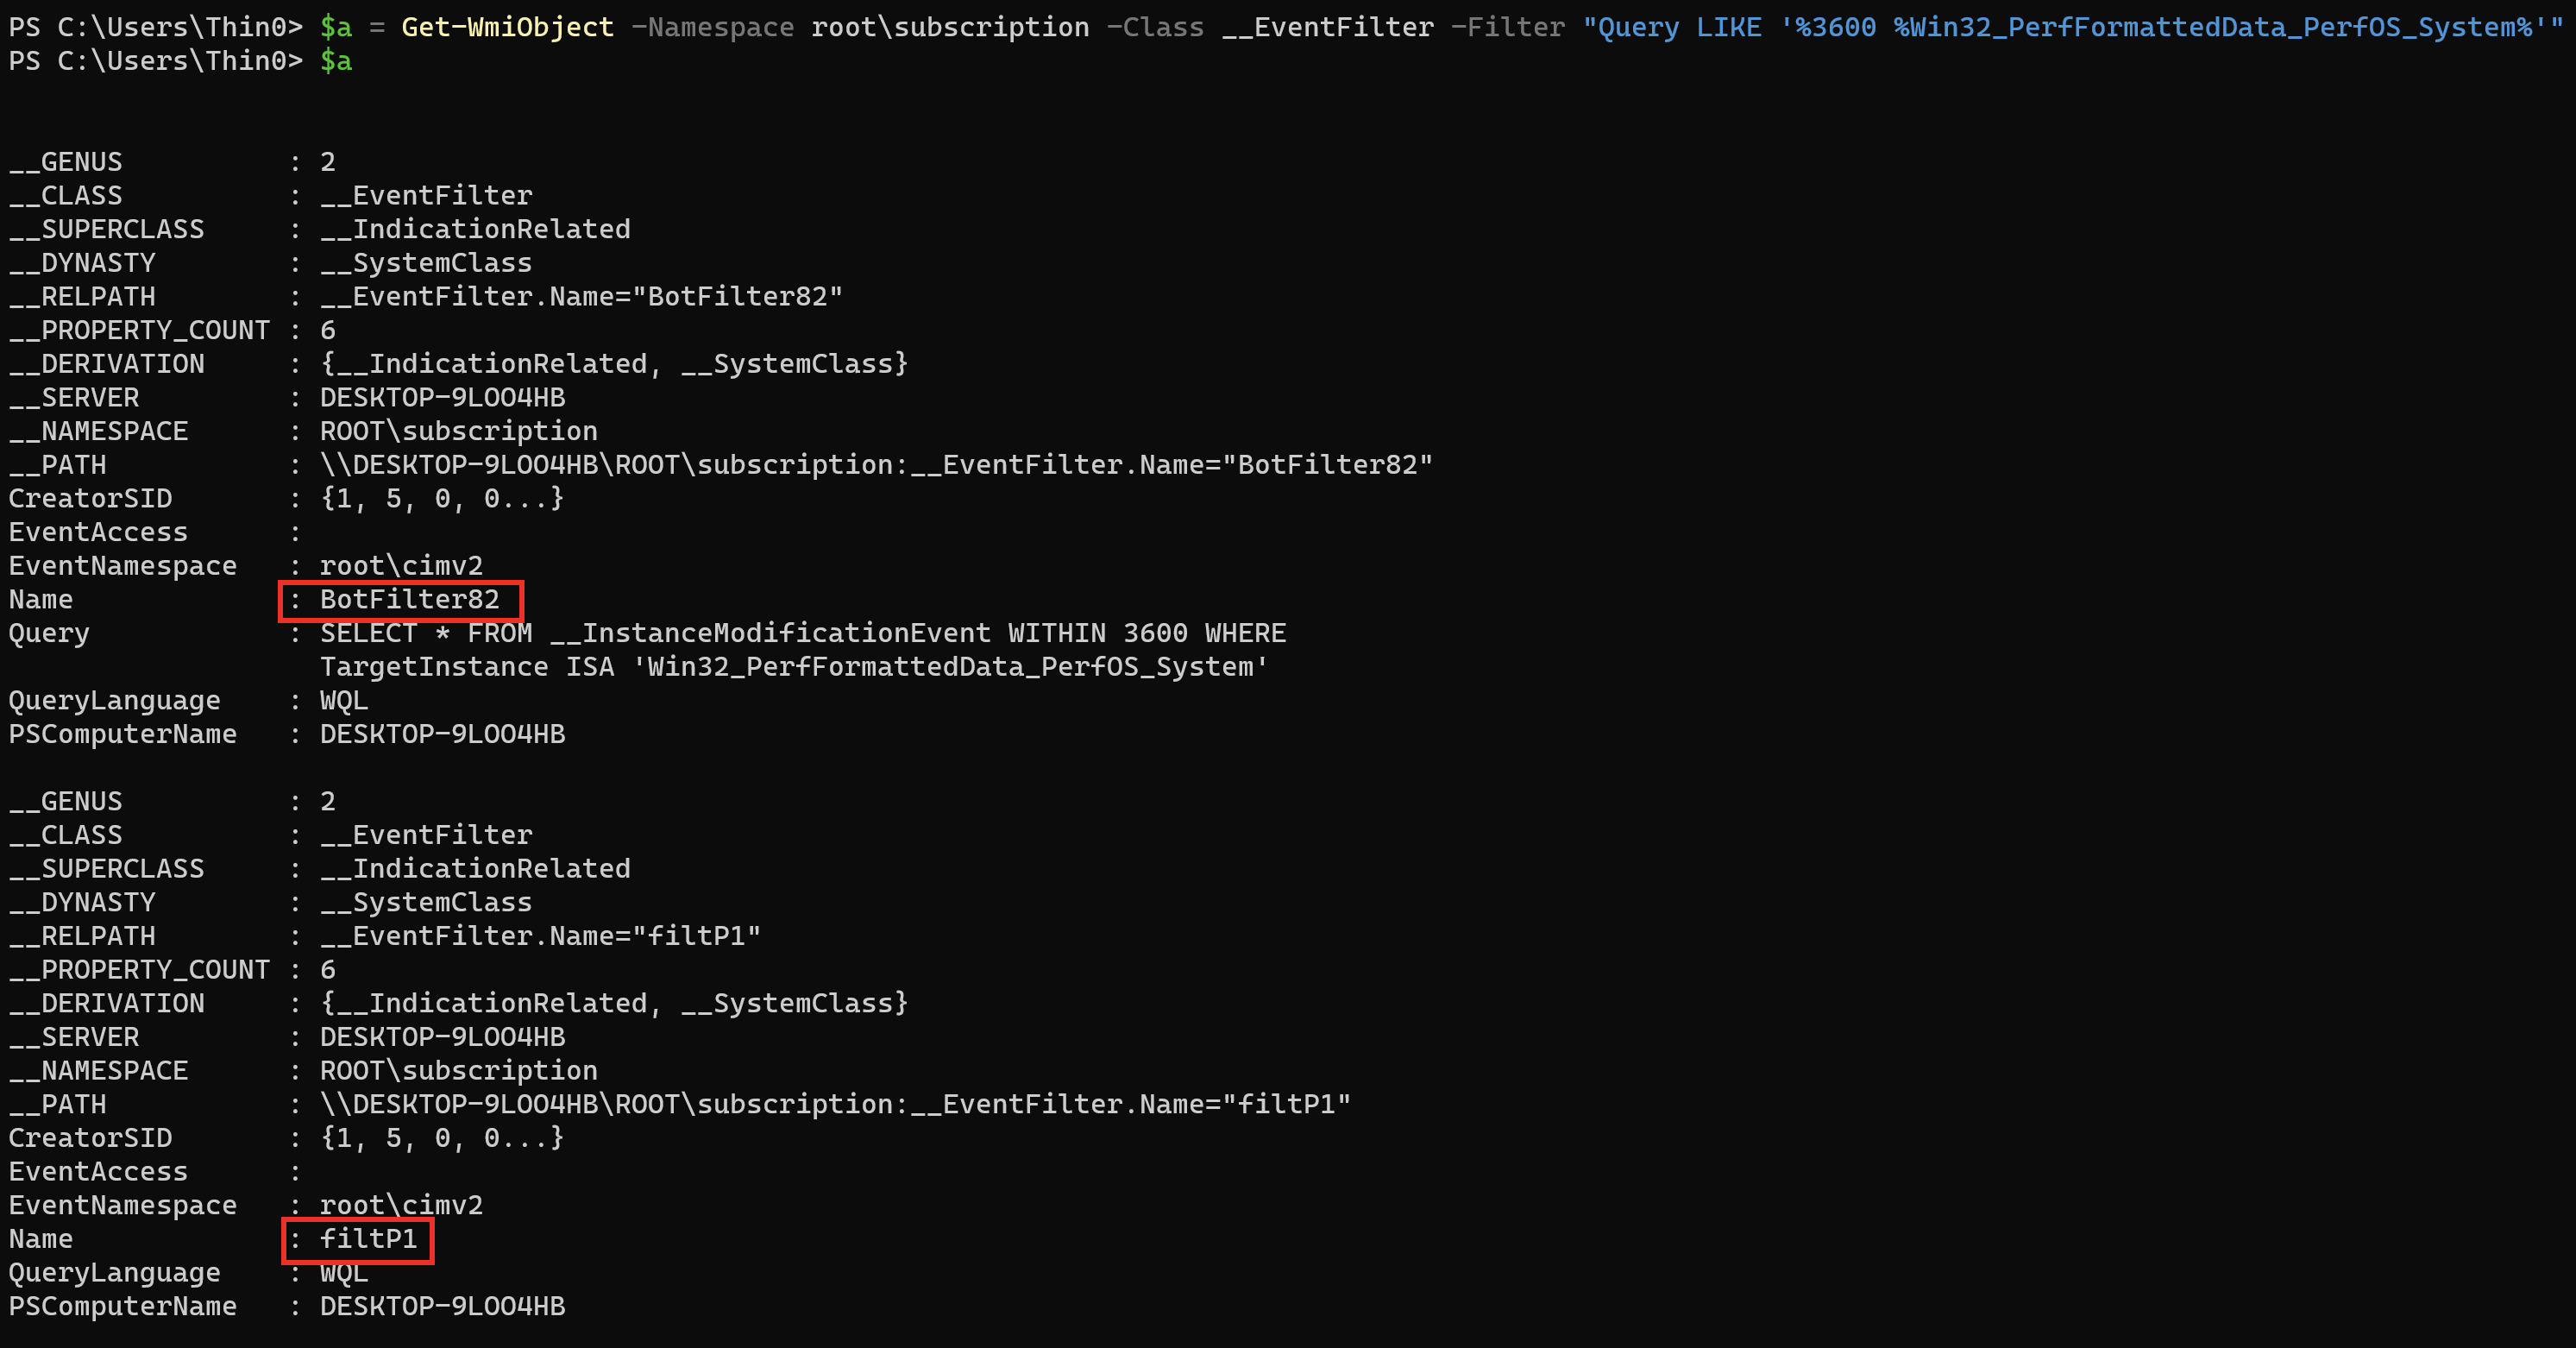 PS C:\Users\Thin0> $a = Get-WmiObject -Namespace root\subscription -Class __EventFilter -Filter "Query LIKE '%3600 %Win32_PerfFormattedData_PerfOS_System%'"
PS C:\Users\Thin0> $a
__GENUS : 2
__CLASS : __EventFilter
__SUPERCLASS : __IndicationRelated
__DYNASTY : __SystemClass
__RELPATH : __EventFilter.Name="BotFilter82"
__PROPERTY_COUNT : 6
__DERIVATION : {__IndicationRelated, __SystemClass}
__SERVER : DESKTOP-9LOO4HB
__NAMESPACE : ROOT\subscription
__PATH : \\DESKTOP-9LOO4HB\ROOT\subscription:__EventFilter.Name="BotFilter82"
CreatorSID : {1, 5, 0, 0...}
EventAccess :
EventNamespace : root\cimv2
Name : BotFilter82
Query : SELECT * FROM __InstanceModificationEvent WITHIN 3600 WHERE
TargetInstance ISA 'Win32_PerfFormattedData_PerfOS_System'
QueryLanguage : WQL
PSComputerName : DESKTOP-9LOO4HB
__GENUS : 2
__CLASS : __EventFilter
__SUPERCLASS : __IndicationRelated
__DYNASTY : __SystemClass
__RELPATH : __EventFilter.Name="filtP1"
__PROPERTY_COUNT : 6
__DERIVATION : {__IndicationRelated, __SystemClass}
__SERVER : DESKTOP-9LOO4HB
__NAMESPACE : ROOT\subscription
__PATH : \\DESKTOP-9LOO4HB\ROOT\subscription:__EventFilter.Name="filtP1"
CreatorSID : {1, 5, 0, 0...}
EventAccess :
EventNamespace : root\cimv2
Name : filtP1
QueryLanguage : WQL
PSComputerName : DESKTOP-9LOO4HB